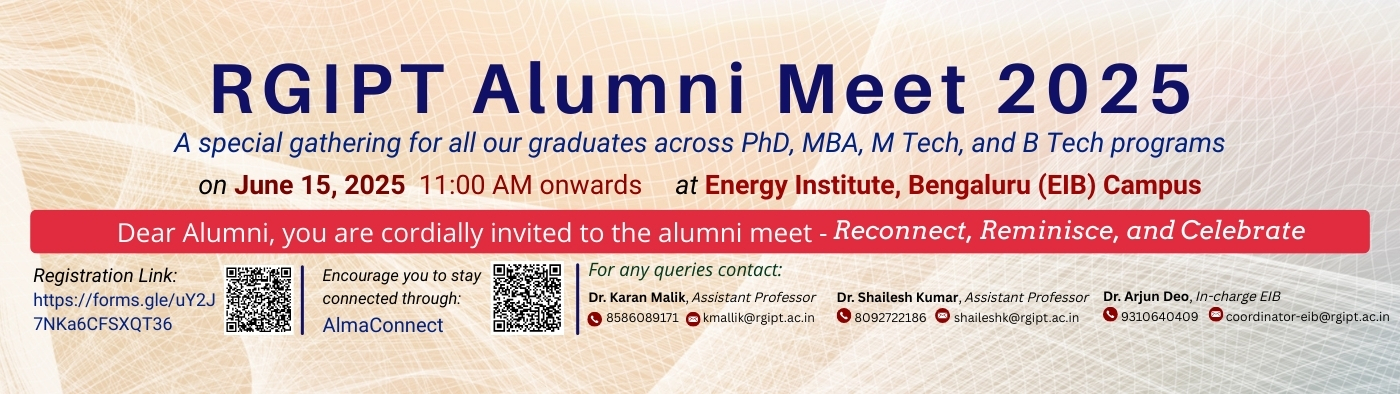 RGIPT Alumni Meet 2025
A special gathering for all our graduates across PhD, MBA, M Tech, and B Tech programs
on June 15, 2025 11:00 AM onwards at Energy Institute, Bengaluru (EIB) Campus
Dear Alumni, you are cordially invited to the alumni meet - Reconnect, Reminisce, and Celebrate
Registration Link:
https://forms.gle/uY2J
7NKa6CFSXQT36
Encourage you to stay
connected through:
AlmaConnect
For any queries contact:
Dr. Karan Malik, Assistant Professor
8586089171 kmallik@rgipt.ac.in
Dr. Shailesh Kumar, Assistant Professor
8092722186 shaileshk@rgipt.ac.in
Dr. Arjun Deo, In-charge EIB
9310640409 coordinator-eib@rgipt.ac.in